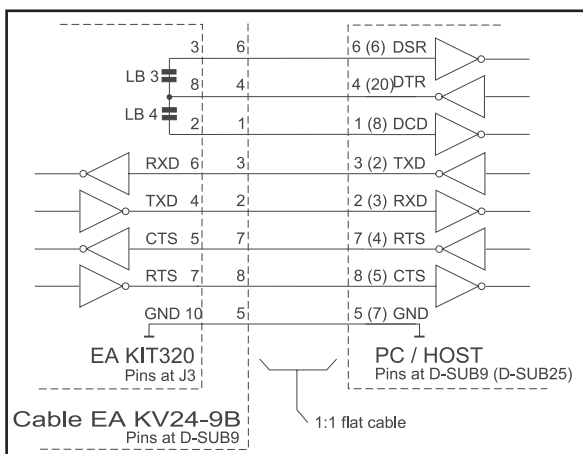 3 6 6 (6) DSR
LB 3
8 4 4 (20) DTR
LB 4
2 1 1 (8) DCD
RXD 6 3 3 (2) TXD
TXD 4 2 2 (3) RXD
CTS 5 7 7 (4) RTS
RTS 7 8 8 (5) CTS
GND 10 5 5 (7) GND
EA KIT320
Pins at J3
PC / HOST
Pins at D-SUB9 (D-SUB25)
Cable EA KV24-9B
Pins at D-SUB9
1:1 flat cable